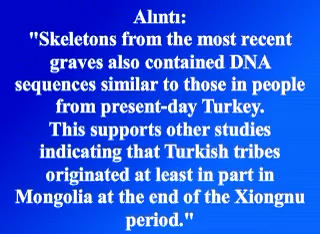 Alıntı:
"Skeletons from the most recent
graves also contained DNA
sequences similar to those in people
from present-day Turkey.
This supports other studies
indicating that Turkish tribes
originated at least in part in
Mongolia at the end of the Xiongnu
period."